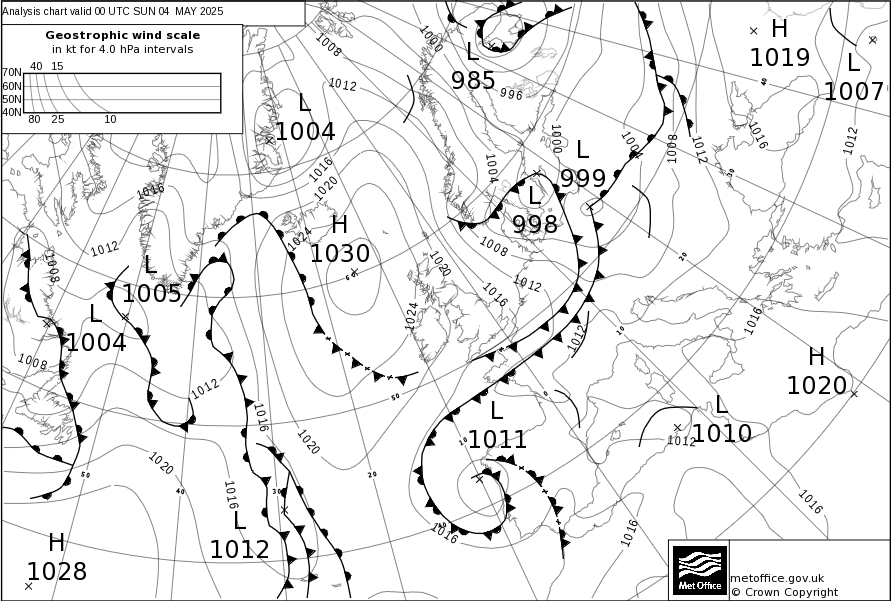 Analysis chart valid 00 UTC SUN 04 MAY 2025
Geostrophic wind scale
in kt for 4.0 hPa intervals
40 15
70N
60N
50N
40N
80 25 10
1008
1012
L
1004
1016
1020
1000
L
985
996
H
1019
L
1007
40
1016
1012
1008
1012
1004
1000
L
999
30
1004
L
998
1016
1012
1008
L
1005
L
1004
1008
H
1030
1024
6
1020
1008
1012
1016
1024
20
1012
10
1016
H
1020
1012
1016
50
0
L
1011
10
L
1010
1012
1020
1020
50
40
30
20
1016
L
1012
40
1016
1016
1016
H
1028
Met Office
metoffice.gov.uk
© Crown Copyright